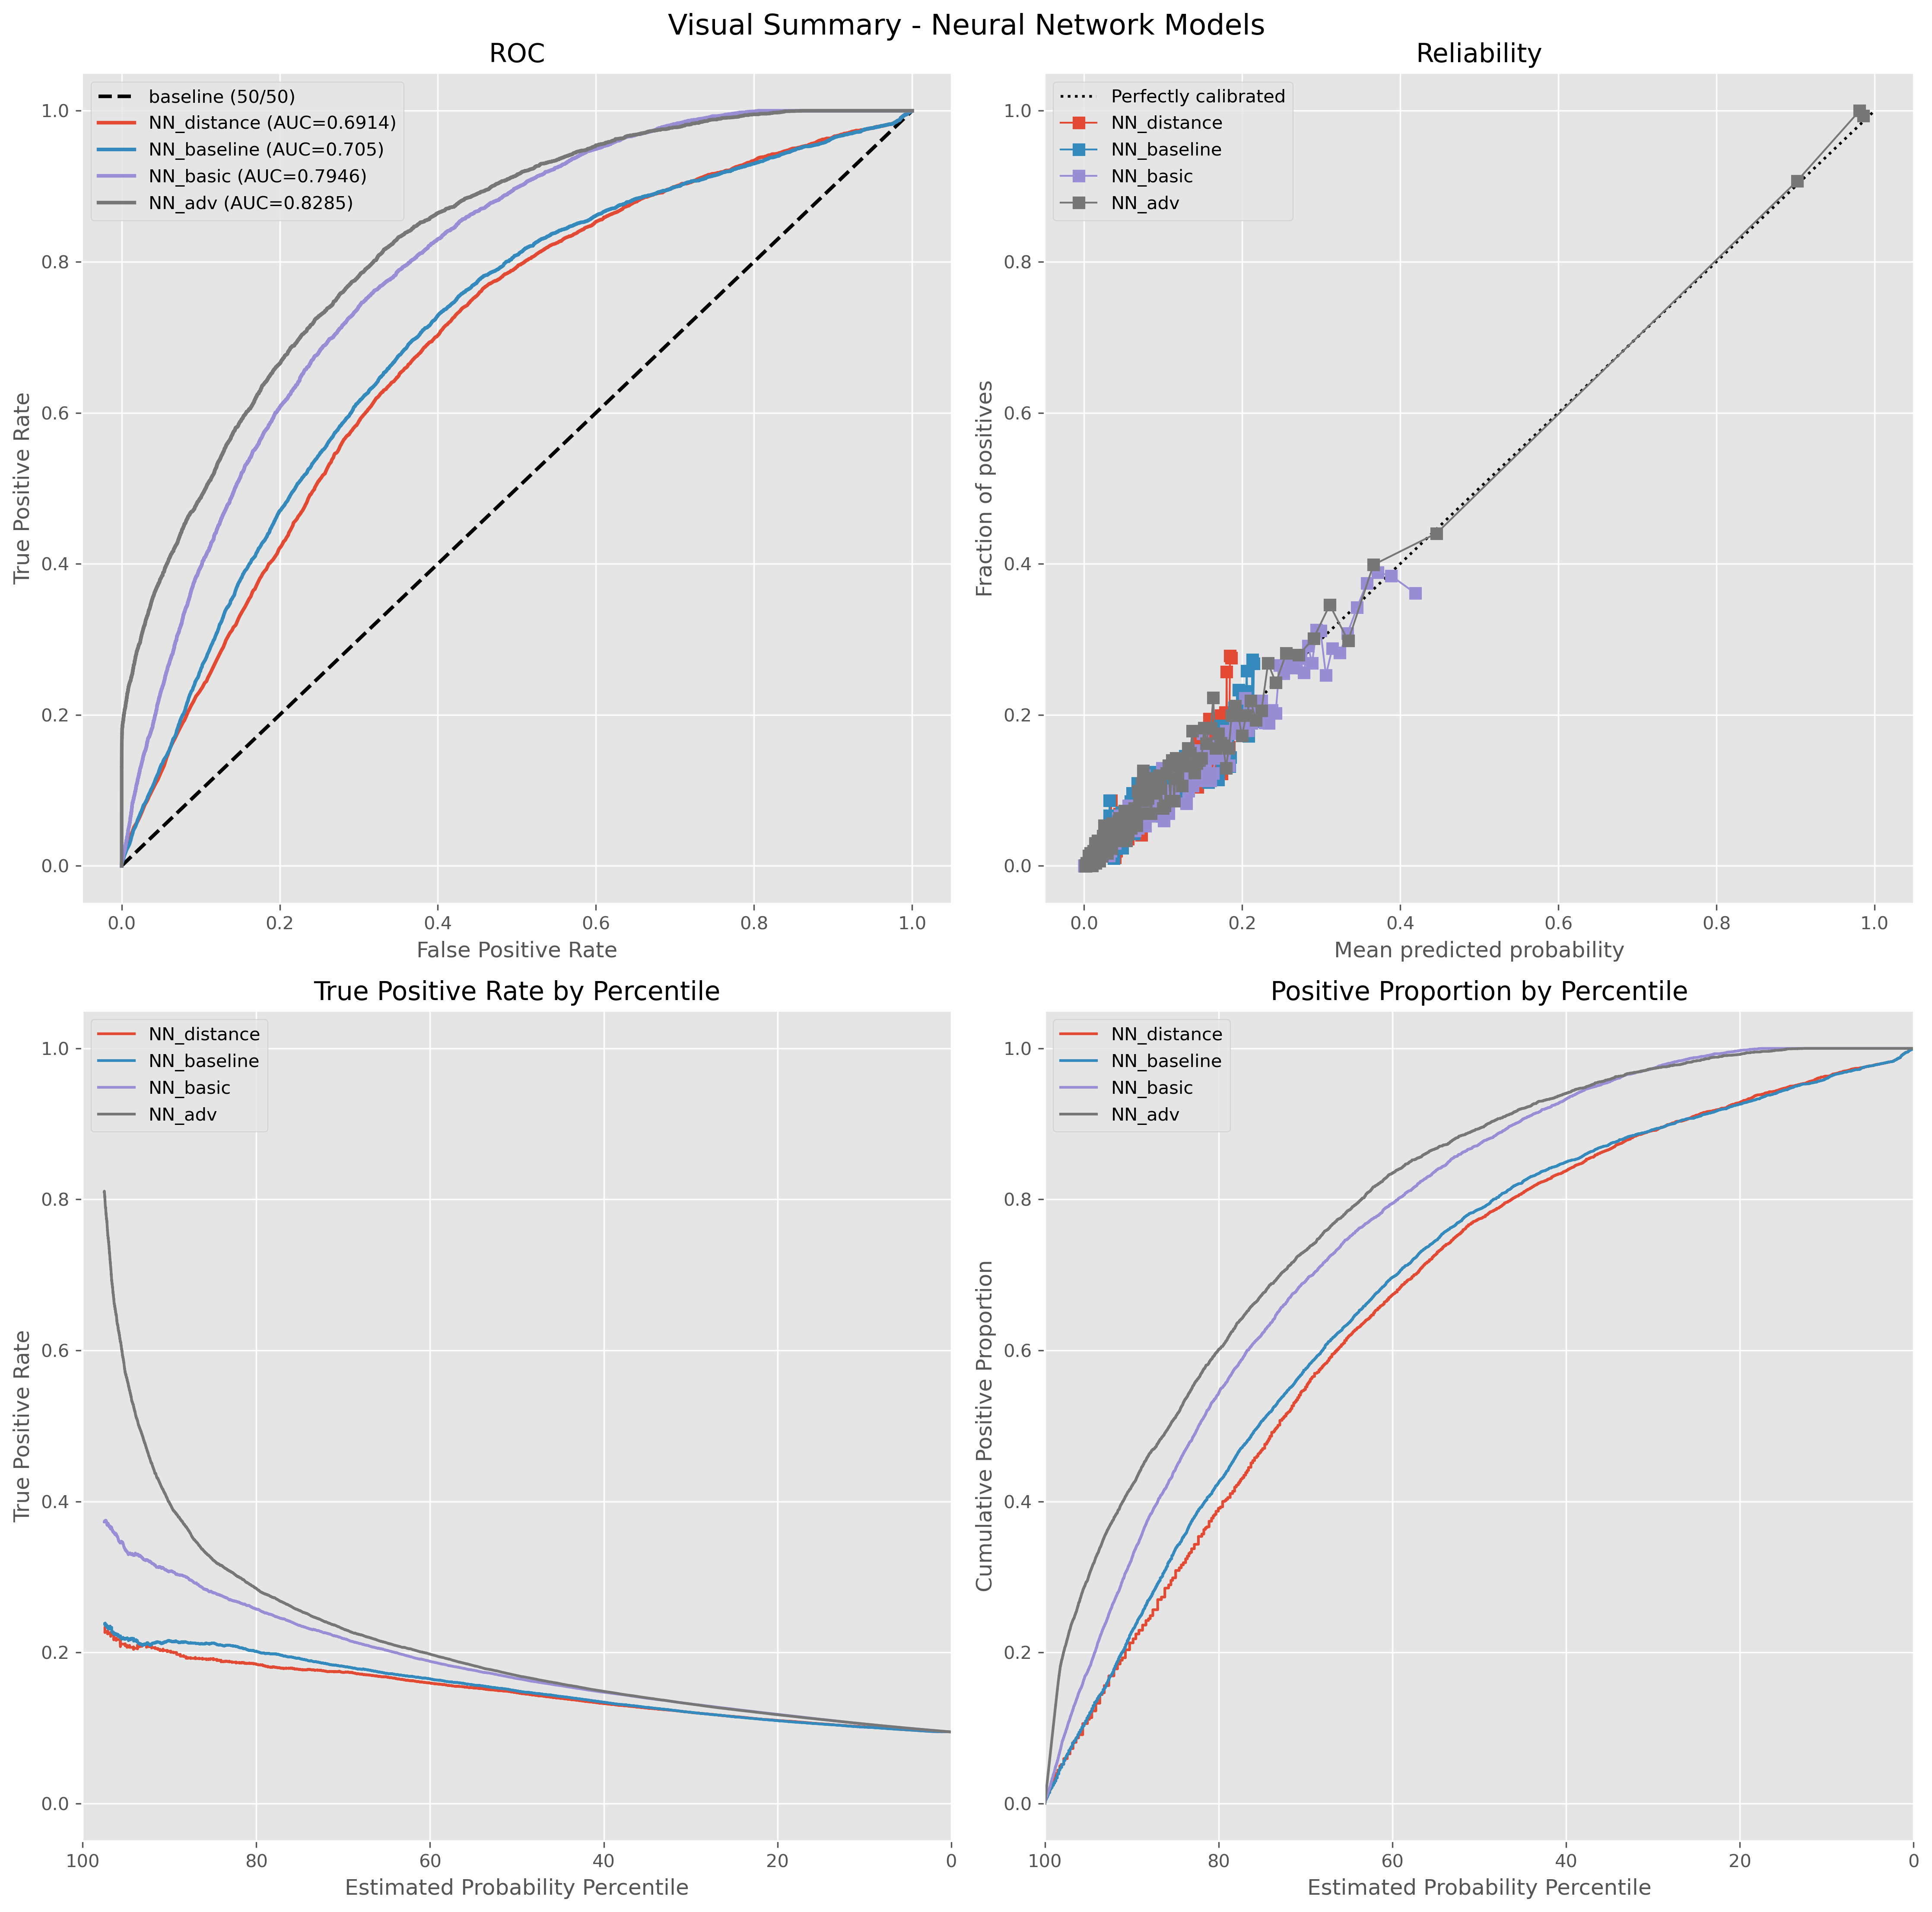 Visual Summary - Neural Network Models
ROC
baseline (50/50)
NN_distance (AUC=0.6914)
NN_baseline (AUC=0.705)
NN_basic (AUC=0.7946)
NN_adv (AUC=0.8285)
True Positive Rate
1.0
0.8
0.6
0.4
0.2
0.0
0.0 0.2 0.4 0.6 0.8 1.0
False Positive Rate
Reliability
Perfectly calibrated
NN_distance
NN_baseline
NN_basic
NN_adv
Fraction of positives
1.0
0.8
0.6
0.4
0.2
0.0
0.0 0.2 0.4 0.6 0.8 1.0
Mean predicted probability
True Positive Rate by Percentile
NN_distance
NN_baseline
NN_basic
NN_adv
True Positive Rate
1.0
0.8
0.6
0.4
0.2
0.0
100 80 60 40 20 0
Estimated Probability Percentile
Positive Proportion by Percentile
NN_distance
NN_baseline
NN_basic
NN_adv
Cumulative Positive Proportion
1.0
0.8
0.6
0.4
0.2
0.0
100 80 60 40 20 0
Estimated Probability Percentile